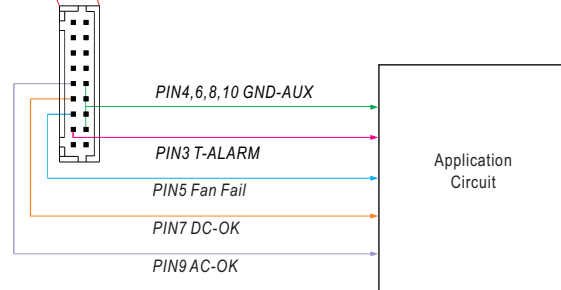 PIN4,6,8,10 GND-AUX
PIN3 T-ALARM
Application
Circuit
PIN5 Fan Fail
PIN7 DC-OK
PIN9 AC-OK